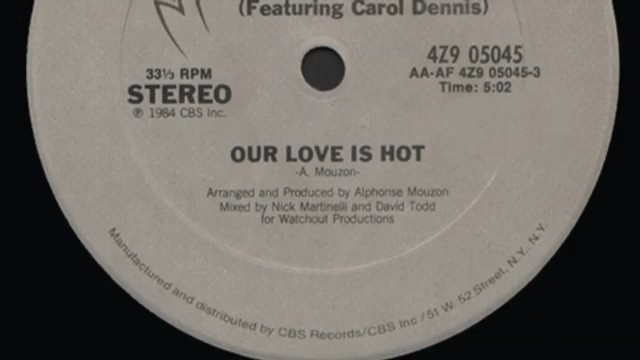 (Featuring Carol Dennis)
4Z9 05045
AA-AF 4Z9 05045-3
Time: 5:02
33⅓ RPM
STEREO
℗ 1984 CBS Inc.
OUR LOVE IS HOT
-A. Mouzon-
Arranged and Produced by Alphonse Mouzon
Mixed by Nick Martinelli and David Todd
for Watchout Productions
Manufactured and distributed by CBS Records/CBS Inc / 51 W. 52 Street, N.Y., N.Y.